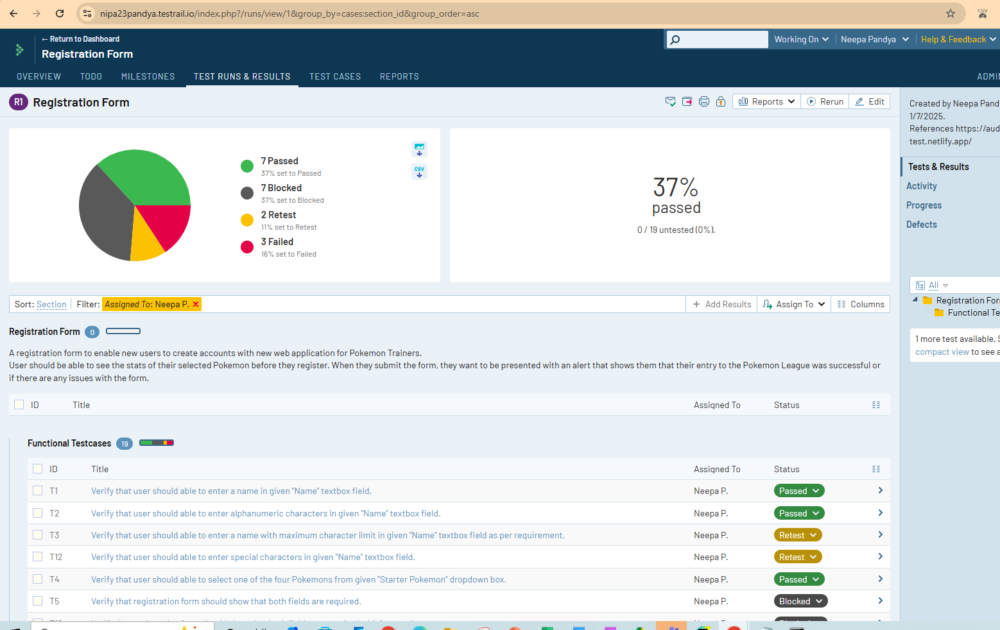 nipa23pandya.testrail.io/index.php?/runs/view/1&group_by=cases:section_id&group_order=asc
CSV
← Return to Dashboard
Registration Form
Working On
Neepa Pandya
Help & Feedback
OVERVIEW TODO MILESTONES TEST RUNS & RESULTS TEST CASES REPORTS ADMIN
R1 Registration Form
Reports Rerun Edit
7 Passed
37% set to Passed
7 Blocked
37% set to Blocked
2 Retest
11% set to Retest
3 Failed
16% set to Failed
CSV
37%
passed
0 / 19 untested (0%).
Created by Neepa Pand
1/7/2025.
References https://aud
test.netlify.app/
Tests & Results
Activity
Progress
Defects
All
Registration For
Functional Te
1 more test available. S
compact view to see a
Sort: Section Filter: Assigned To: Neepa P. ×
+ Add Results Assign To Columns
Registration Form 0
A registration form to enable new users to create accounts with new web application for Pokemon Trainers.
User should be able to see the stats of their selected Pokemon before they register. When they submit the form, they want to be presented with an alert that shows them that their entry to the Pokemon League was successful or
if there are any issues with the form.
ID Title Assigned To Status
Functional Testcases 19
ID Title Assigned To Status
T1 Verify that user should able to enter a name in given "Name" textbox field. Neepa P. Passed
T2 Verify that user should able to enter alphanumeric characters in given "Name" textbox field. Neepa P. Passed
T3 Verify that user should able to enter a name with maximum character limit in given "Name" textbox field as per requirement. Neepa P. Retest
T12 Verify that user should able to enter special characters in given "Name" textbox field. Neepa P. Retest
T4 Verify that user should able to select one of the four Pokemons from given "Starter Pokemon" dropdown box. Neepa P. Passed
T5 Verify that registration form should show that both fields are required. Neepa P. Blocked